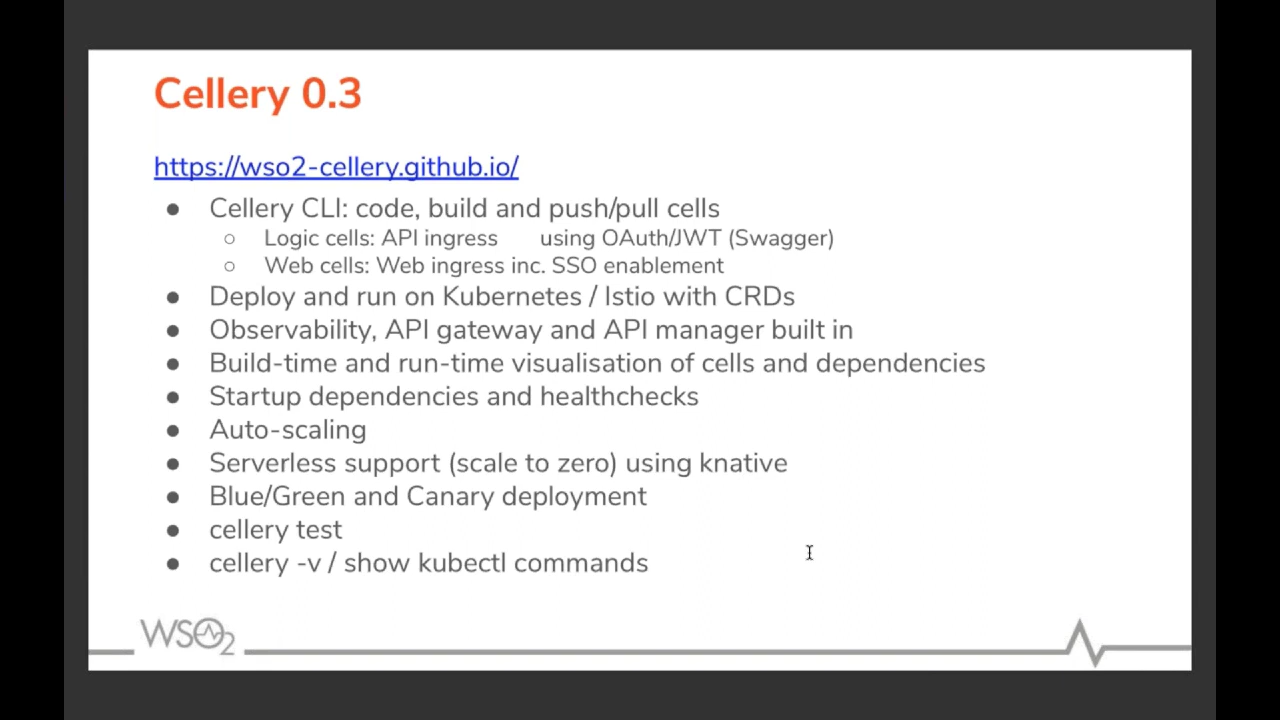 Cellery 0.3
https://wso2-cellery.github.io/
● Cellery CLI: code, build and push/pull cells
○ Logic cells: API ingress using OAuth/JWT (Swagger)
○ Web cells: Web ingress inc. SSO enablement
● Deploy and run on Kubernetes / Istio with CRDs
● Observability, API gateway and API manager built in
● Build-time and run-time visualisation of cells and dependencies
● Startup dependencies and healthchecks
● Auto-scaling
● Serverless support (scale to zero) using knative
● Blue/Green and Canary deployment
● cellery test
● cellery -v / show kubectl commands
WSO2